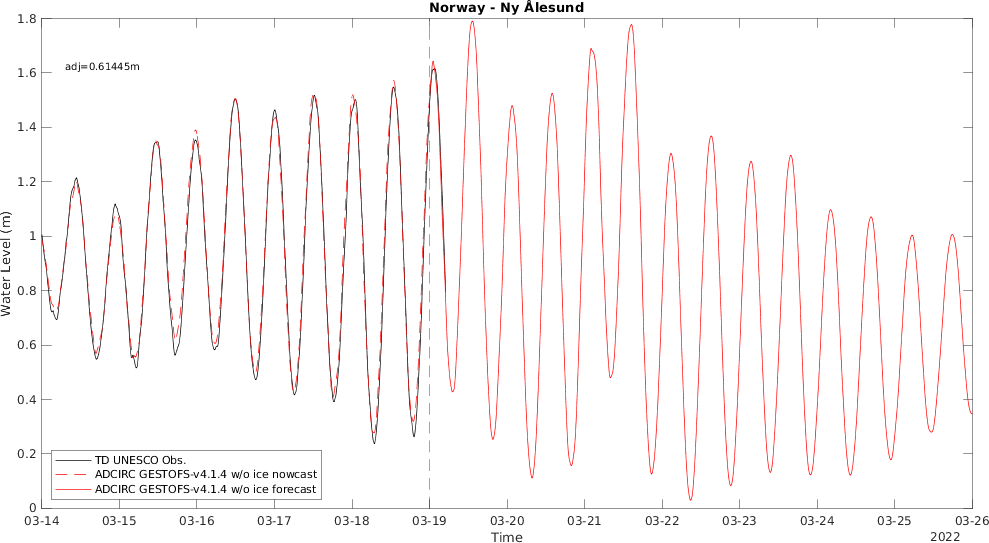 Norway - Ny Ålesund
adj=0.61445m
Water Level (m)
1.8
1.6
1.4
1.2
1
0.8
0.6
0.4
0.2
0
TD UNESCO Obs.
ADCIRC GESTOFS-v4.1.4 w/o ice nowcast
ADCIRC GESTOFS-v4.1.4 w/o ice forecast
03-14 03-15 03-16 03-17 03-18 03-19 03-20 03-21 03-22 03-23 03-24 03-25 03-26
Time
2022